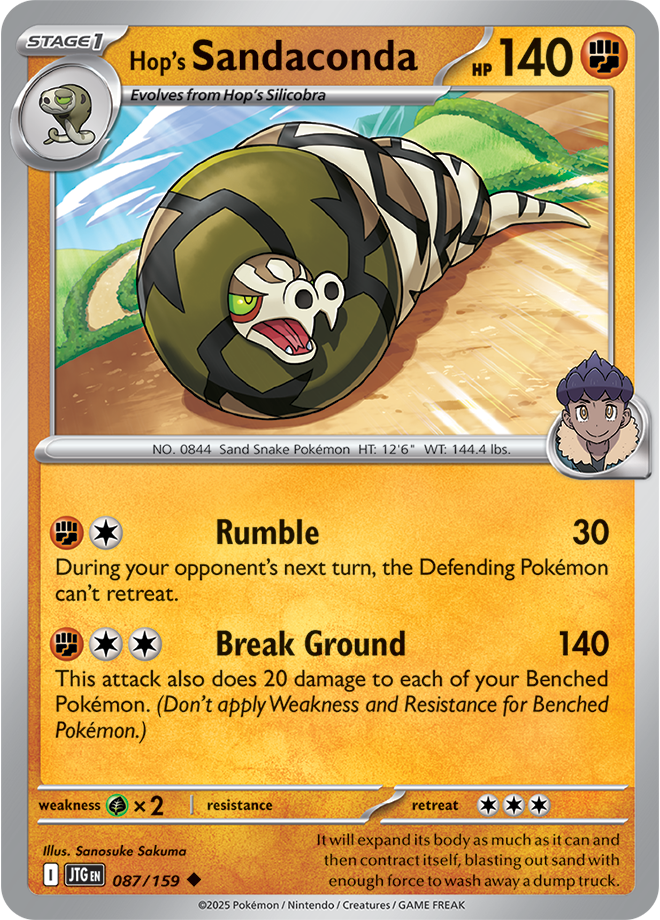 STAGE1
Hop's Sandaconda
HP 140
Evolves from Hop's Silicobra
NO. 0844 Sand Snake Pokémon HT: 12'6" WT: 144.4 lbs.
Rumble 30
During your opponent's next turn, the Defending Pokémon
can't retreat.
Break Ground 140
This attack also does 20 damage to each of your Benched
Pokémon. (Don't apply Weakness and Resistance for Benched
Pokémon.)
weakness ×2 resistance retreat
Illus. Sanosuke Sakuma
I JTG EN 087/159
It will expand its body as much as it can and
then contract itself, blasting out sand with
enough force to wash away a dump truck.
©2025 Pokémon / Nintendo / Creatures / GAME FREAK